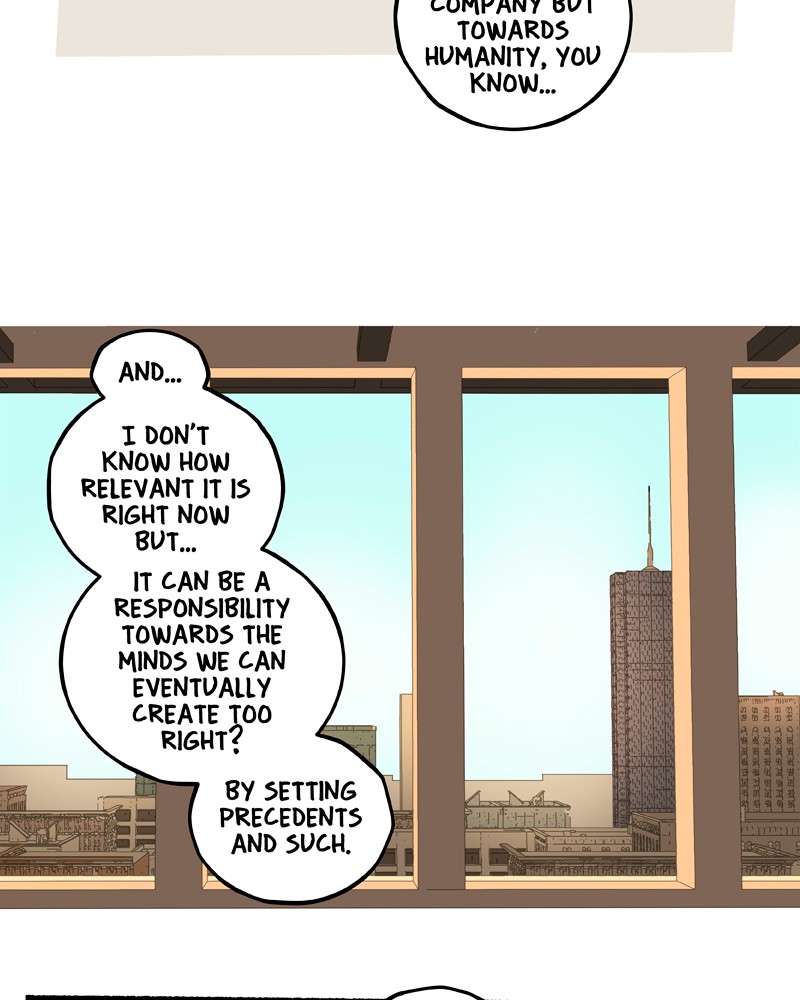 COMPANY BUT
TOWARDS
HUMANITY, YOU
KNOW...
AND...
I DON'T
KNOW HOW
RELEVANT IT IS
RIGHT NOW
BUT...
IT CAN BE A
RESPONSIBILITY
TOWARDS THE
MINDS WE CAN
EVENTUALLY
CREATE TOO
RIGHT?
BY SETTING
PRECEDENTS
AND SUCH.